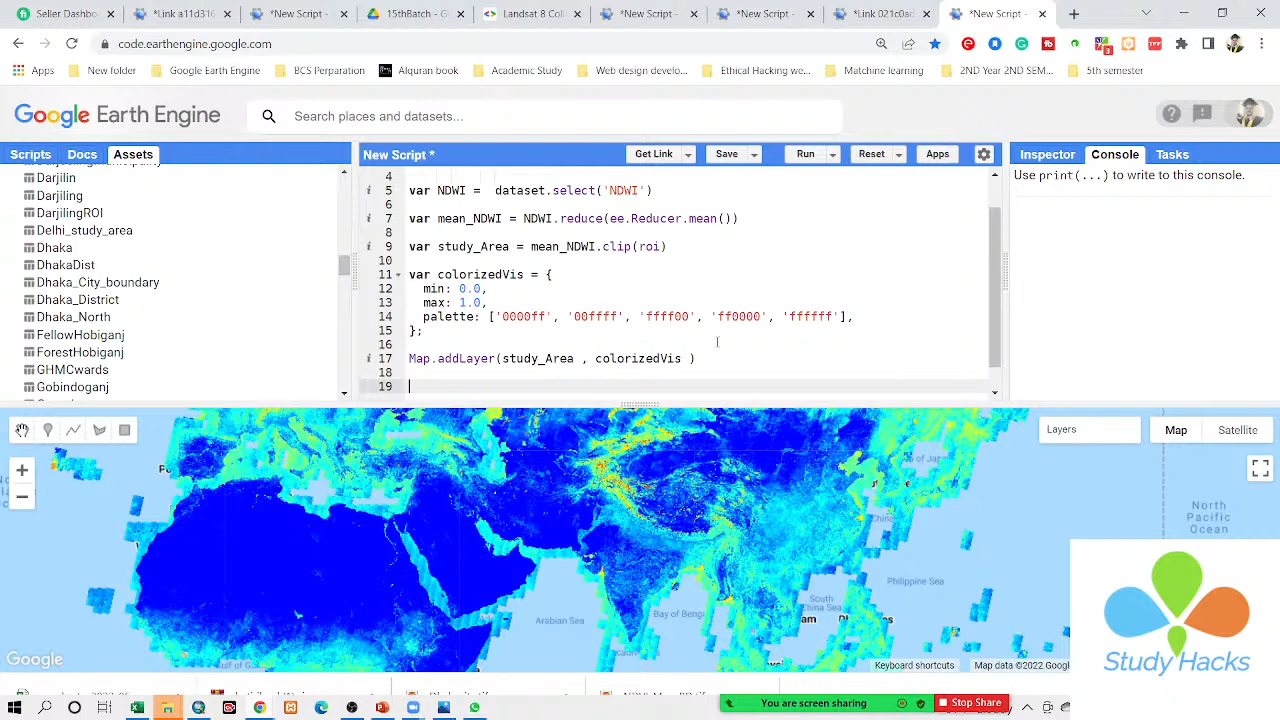 Seller Dashboard
*Link a11d316
*New Script -
15thBatch - G
Landsat 8 Coll
*New Script -
*New Script -
*Link 021c0ad
*New Script -
code.earthengine.google.com
Apps
New folder
Google Earth Engine
BCS Perparation
Alquran book
Academic Study
Web design develo...
Ethical Hacking we...
Matchine learning
2ND Year 2ND SEM...
5th semester
Google Earth Engine
Search places and datasets...
Scripts
Docs
Assets
New Script *
Get Link
Save
Run
Reset
Apps
Inspector
Console
Tasks
Use print(...) to write to this console.
Darjilin
Darjiling
DarjilingROI
Delhi_study_area
Dhaka
DhakaDist
Dhaka_City_boundary
Dhaka_District
Dhaka_North
FellowHobiganj
ForestHobiganj
GHMCwards
Gobindoganj
4
5 var NDWI =  dataset.select('NDWI')
6
7 var mean_NDWI = NDWI.reduce(ee.Reducer.mean())
8
9 var study_Area = mean_NDWI.clip(roi)
10
11 var colorizedVis = {
12 min: 0.0,
13 max: 1.0,
14 palette: ['0000ff', '00ffff', 'ffff00', 'ff0000', 'ffffff'],
15 };
16
17 Map.addLayer(study_Area , colorizedVis )
18
19
Layers
Map
Satellite
North
Pacific
Ocean
China
Philippine Sea
South
China Sea
Bay of Beng
Arabian Sea
Gulf of G
Google
Keyboard shortcuts
Map data ©2022 Googl
Study Hacks
You are screen sharing
Stop Share